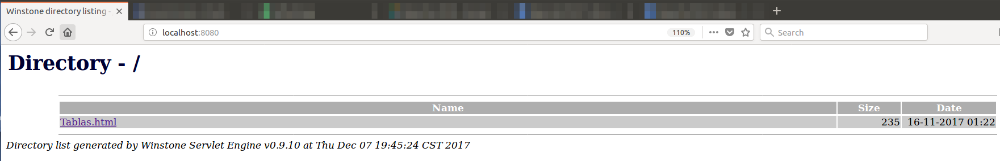 Winstone directory listing
localhost:8080
110%
Search
Directory - /
Name Size Date
Tablas.html 235 16-11-2017 01:22
Directory list generated by Winstone Servlet Engine v0.9.10 at Thu Dec 07 19:45:24 CST 2017